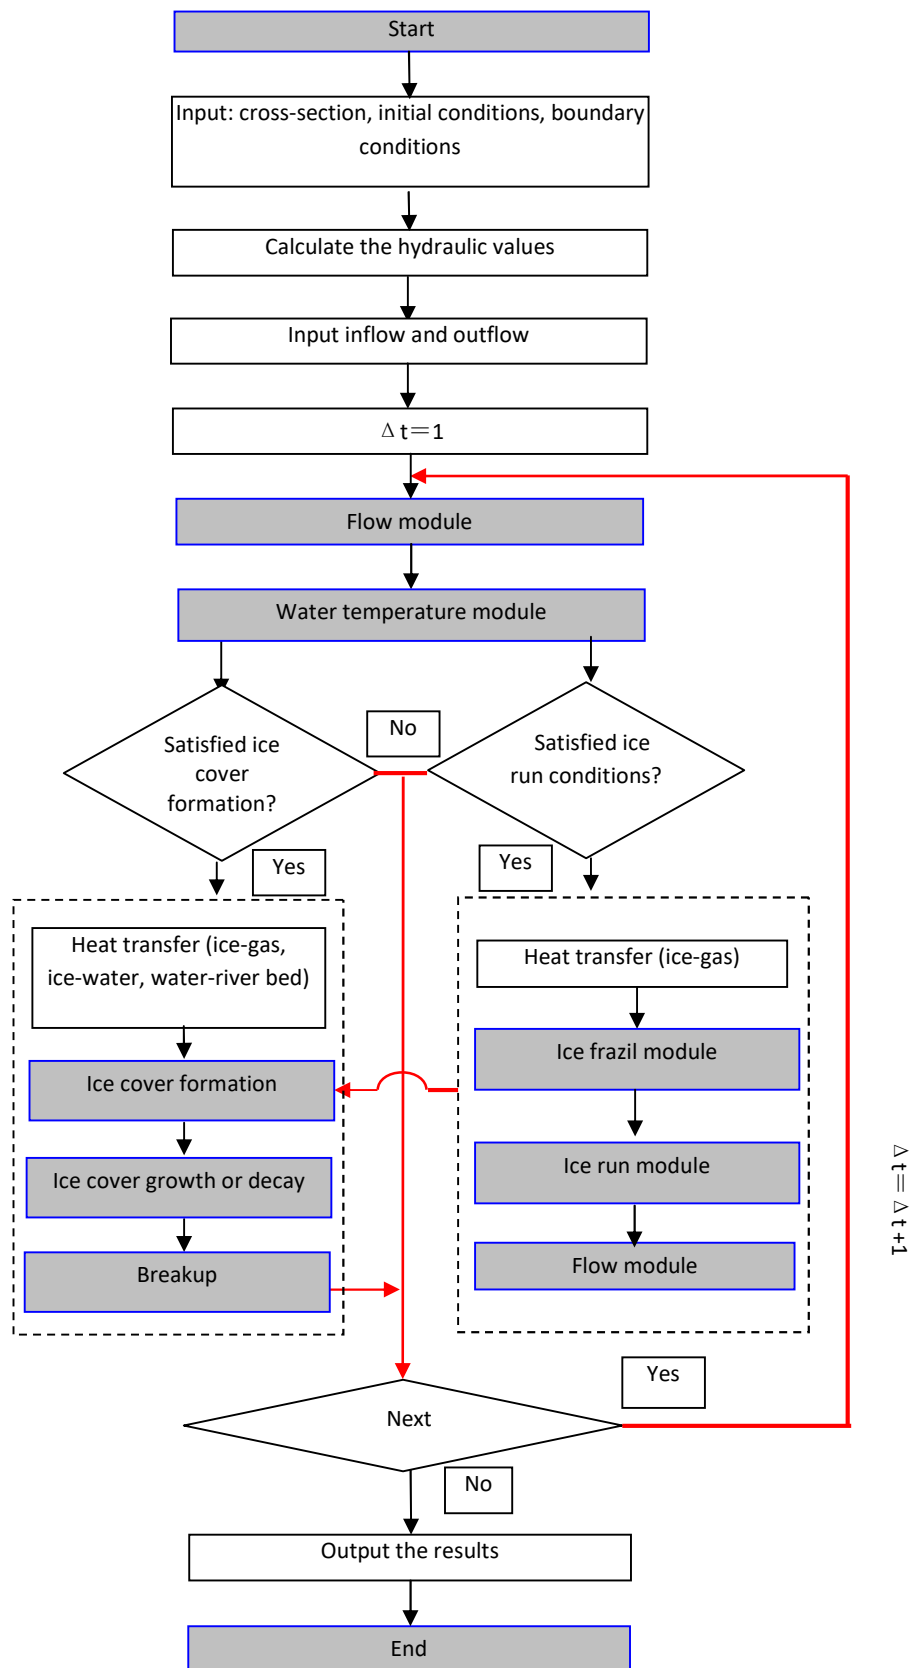 Start
Input: cross-section, initial conditions, boundary
conditions
Calculate the hydraulic values
Input inflow and outflow
Δ t＝1
Flow module
Water temperature module
Satisfied ice
cover
formation?
No
Satisfied ice
run conditions?
Yes
Yes
Heat transfer (ice-gas,
ice-water, water-river bed)
Ice cover formation
Ice cover growth or decay
Breakup
Heat transfer (ice-gas)
Ice frazil module
Ice run module
Flow module
Δ t＝ Δ t +1
Next
Yes
No
Output the results
End